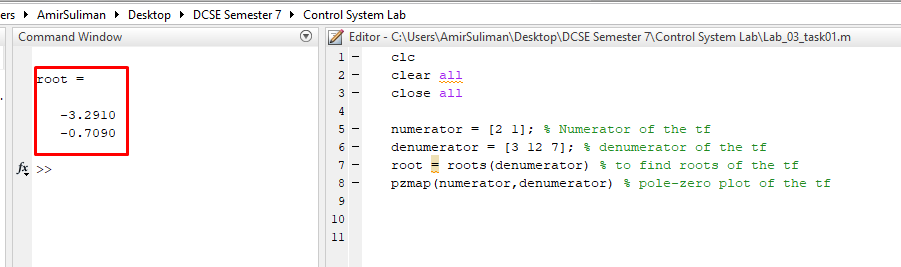 ers ▸ AmirSuliman ▸ Desktop ▸ DCSE Semester 7 ▸ Control System Lab
Command Window
root =
-3.2910
-0.7090
fx >>
Editor - C:\Users\AmirSuliman\Desktop\DCSE Semester 7\Control System Lab\Lab_03_task01.m
1 - clc
2 - clear all
3 - close all
4
5 - numerator = [2 1]; % Numerator of the tf
6 - denumerator = [3 12 7]; % denumerator of the tf
7 - root = roots(denumerator) % to find roots of the tf
8 - pzmap(numerator,denumerator) % pole-zero plot of the tf
9
10
11